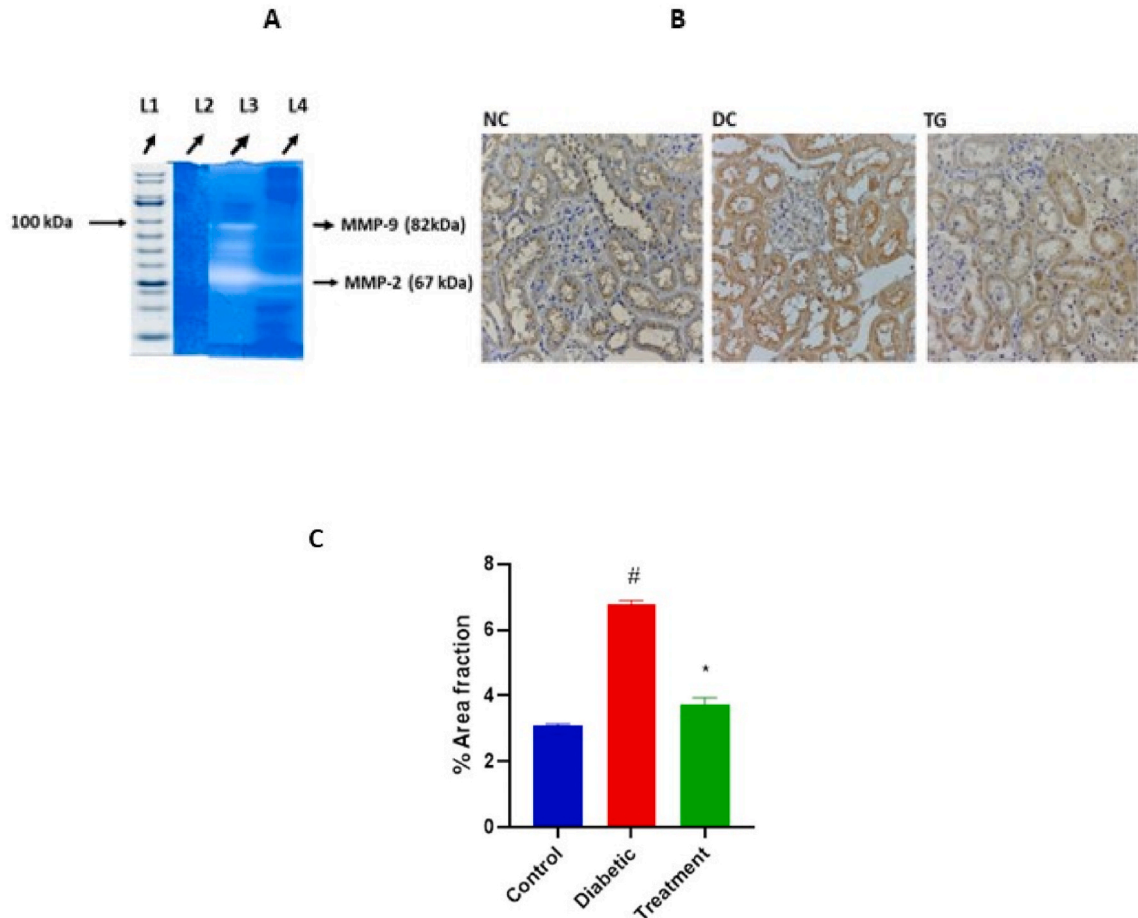 A
B
L1 L2 L3 L4
NC DC TG
100 kDa
MMP-9 (82kDa)
MMP-2 (67 kDa)
C
8
6
4
2
0
% Area fraction
#
*
Control
Diabetic
Treatment